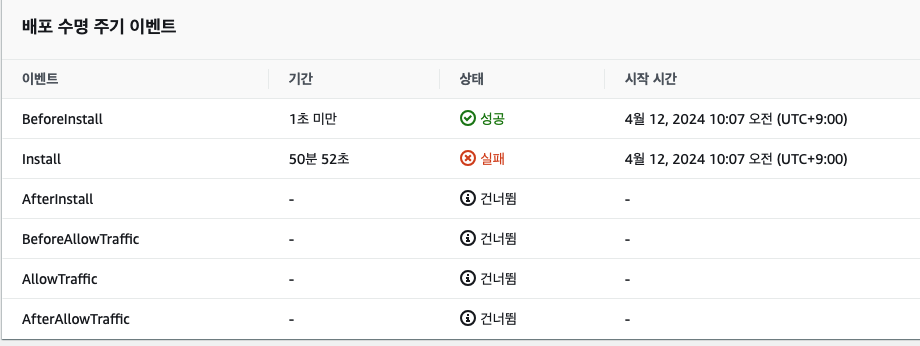 배포 수명 주기 이벤트
이벤트 기간 상태 시작 시간
BeforeInstall 1초 미만 성공 4월 12, 2024 10:07 오전 (UTC+9:00)
Install 50분 52초 실패 4월 12, 2024 10:07 오전 (UTC+9:00)
AfterInstall - 건너뜀 -
BeforeAllowTraffic - 건너뜀 -
AllowTraffic - 건너뜀 -
AfterAllowTraffic - 건너뜀 -